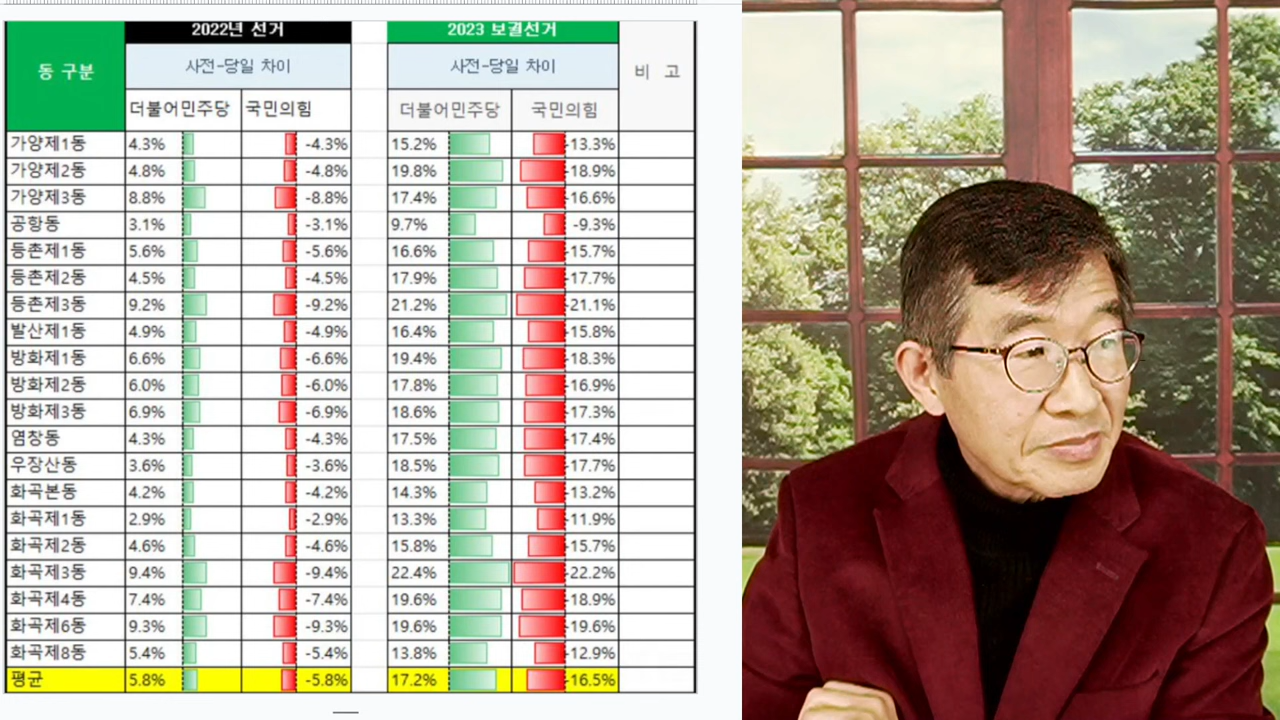 2022년 선거 2023 보궐선거
동 구분 사전-당일 차이 사전-당일 차이 비 고
더불어민주당 국민의힘 더불어민주당 국민의힘
가양제1동 4.3% -4.3% 15.2% -13.3%
가양제2동 4.8% -4.8% 19.8% -18.9%
가양제3동 8.8% -8.8% 17.4% -16.6%
공항동 3.1% -3.1% 9.7% -9.3%
등촌제1동 5.6% -5.6% 16.6% -15.7%
등촌제2동 4.5% -4.5% 17.9% -17.7%
등촌제3동 9.2% -9.2% 21.2% -21.1%
발산제1동 4.9% -4.9% 16.4% -15.8%
방화제1동 6.6% -6.6% 19.4% -18.3%
방화제2동 6.0% -6.0% 17.8% -16.9%
방화제3동 6.9% -6.9% 18.6% -17.3%
염창동 4.3% -4.3% 17.5% -17.4%
우장산동 3.6% -3.6% 18.5% -17.7%
화곡본동 4.2% -4.2% 14.3% -13.2%
화곡제1동 2.9% -2.9% 13.3% -11.9%
화곡제2동 4.6% -4.6% 15.8% -15.7%
화곡제3동 9.4% -9.4% 22.4% -22.2%
화곡제4동 7.4% -7.4% 19.6% -18.9%
화곡제6동 9.3% -9.3% 19.6% -19.6%
화곡제8동 5.4% -5.4% 13.8% -12.9%
평균 5.8% -5.8% 17.2% -16.5%